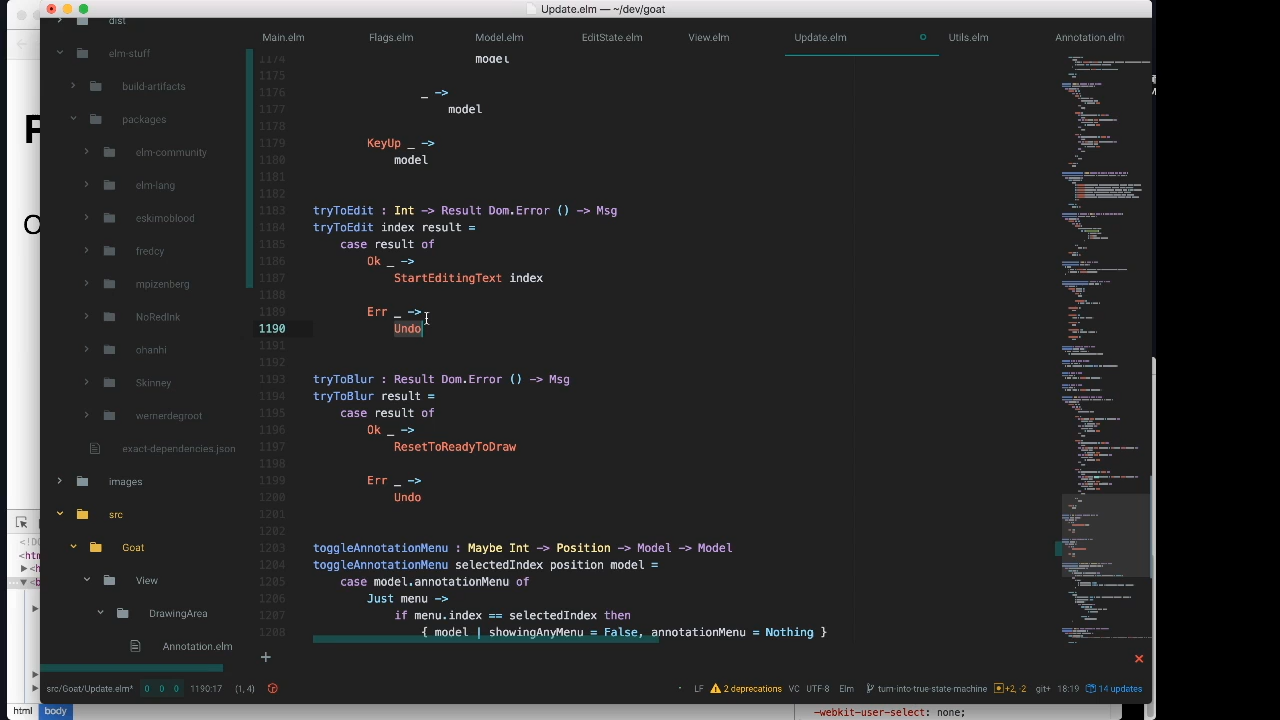 Update.elm — ~/dev/goat
dist
Main.elm
Flags.elm
Model.elm
EditState.elm
View.elm
Update.elm
Utils.elm
Annotation.elm
elm-stuff
build-artifacts
packages
elm-community
elm-lang
eskimoblood
fredcy
mpizenberg
NoRedInk
ohanhi
Skinney
wernerdegroot
exact-dependencies.json
images
src
Goat
View
DrawingArea
Annotation.elm
1174 model
1175
1176 _ ->
1177 model
1178
1179 KeyUp _ ->
1180 model
1181
1182
1183 tryToEdit : Int -> Result Dom.Error () -> Msg
1184 tryToEdit index result =
1185 case result of
1186 Ok _ ->
1187 StartEditingText index
1188
1189 Err _ ->
1190 Undo
1191
1192
1193 tryToBlur : Result Dom.Error () -> Msg
1194 tryToBlur result =
1195 case result of
1196 Ok _ ->
1197 ResetToReadyToDraw
1198
1199 Err _ ->
1200 Undo
1201
1202
1203 toggleAnnotationMenu : Maybe Int -> Position -> Model -> Model
1204 toggleAnnotationMenu selectedIndex position model =
1205 case model.annotationMenu of
1206 Just menu ->
1207 if menu.index == selectedIndex then
1208 { model | showingAnyMenu = False, annotationMenu = Nothing }
src/Goat/Update.elm* 0 0 0 1190:17 (1, 4) LF 2 deprecations VC UTF-8 Elm turn-into-true-state-machine +2, -2 git+ 18:19 14 updates
html body
-webkit-user-select: none;